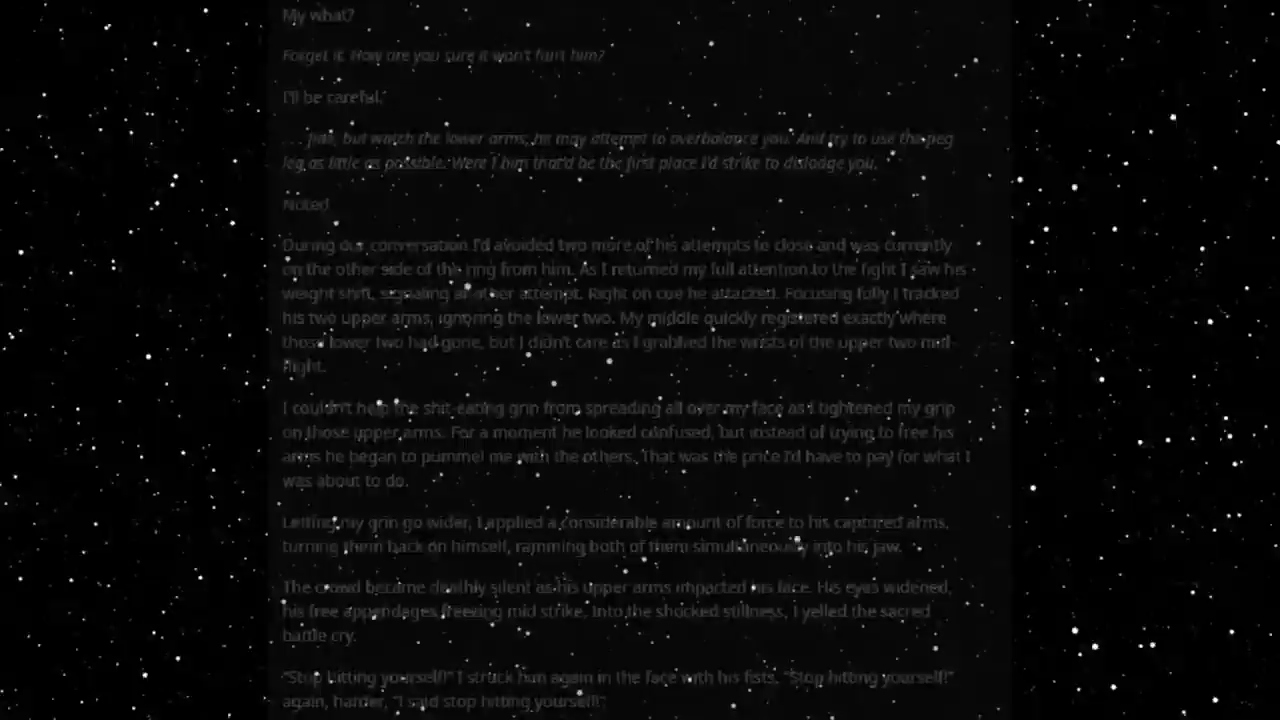 My what?
Forget it. How are you sure it won't hurt him?
I'll be careful.
. . . fine, but watch the lower arms, he may attempt to overbalance you. And try to use the peg
leg as little as possible. Were I him that'd be the first place I'd strike to dislodge you.
Noted
During our conversation I'd avoided two more of his attempts to close and was currently
on the other side of the ring from him. As I returned my full attention to the fight I saw his
weight shift, signaling another attempt. Right on cue he attacked. Focusing fully I tracked
his two upper arms, ignoring the lower two. My middle quickly registered exactly where
those lower two had gone, but I didn't care as I grabbed the wrists of the upper two mid-
flight.
I couldn't help the shit-eating grin from spreading all over my face as I tightened my grip
on those upper arms. For a moment he looked confused, but instead of trying to free his
arms he began to pummel me with the others. That was the price I'd have to pay for what I
was about to do.
Letting my grin go wider, I applied a considerable amount of force to his captured arms,
turning them back on himself, ramming both of them simultaneously into his jaw.
The crowd became deathly silent as his upper arms impacted his face. His eyes widened,
his free appendages freezing mid strike. Into the shocked stillness, I yelled the sacred
battle cry.
"Stop hitting yourself!" I struck him again in the face with his fists. "Stop hitting yourself!"
again, harder, "I said stop hitting yourself!"